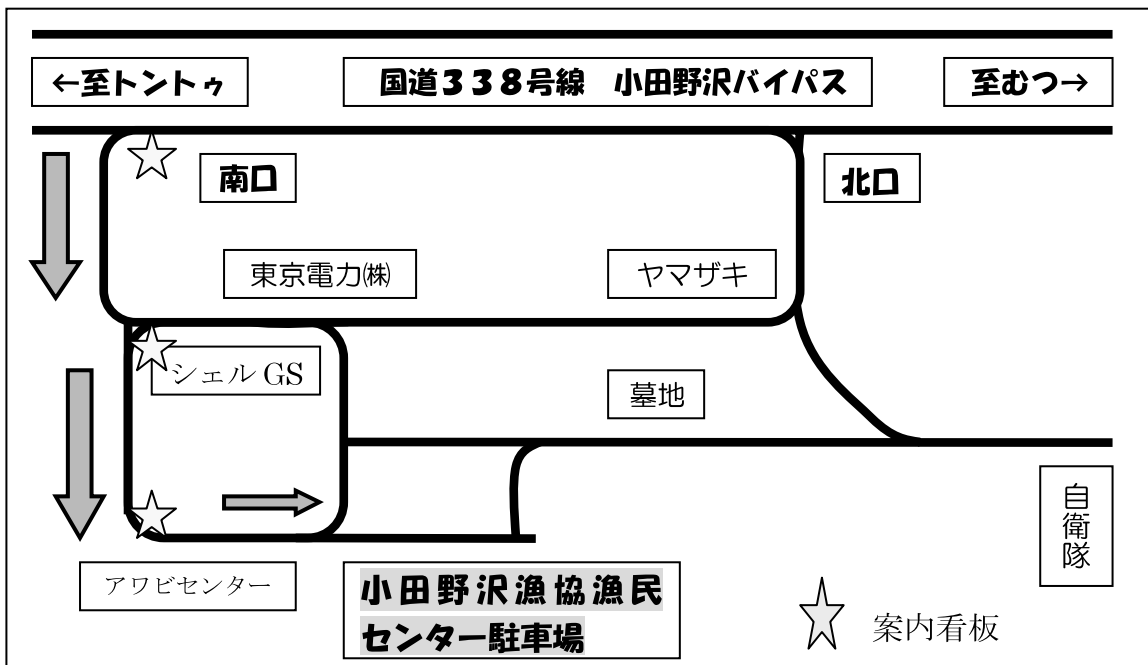 ←至トントゥ
国道３３８号線　小田野沢バイパス
至むつ→
南口
北口
東京電力㈱
ヤマザキ
シェル GS
墓地
自衛隊
アワビセンター
小田野沢漁協漁民
センター駐車場
案内看板